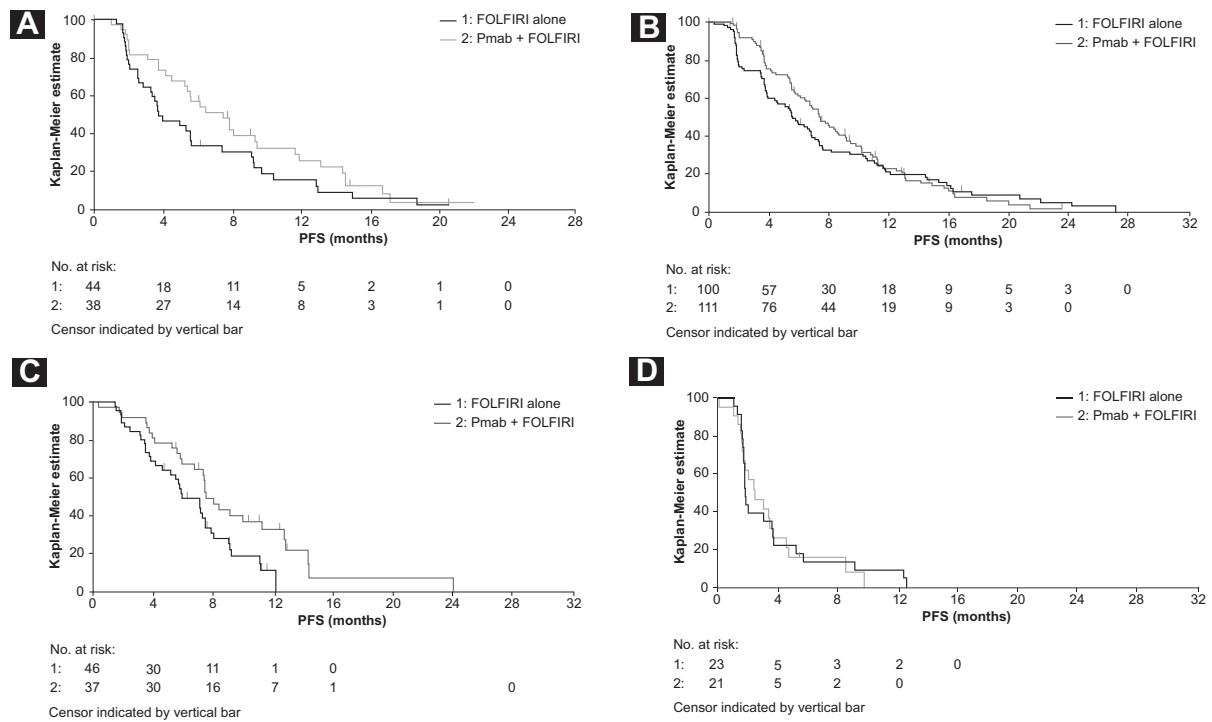 A
1: FOLFIRI alone
2: Pmab + FOLFIRI
Kaplan-Meier estimate
100
80
60
40
20
0
0 4 8 12 16 20 24 28
PFS (months)
No. at risk:
1: 44 18 11 5 2 1 0
2: 38 27 14 8 3 1 0
Censor indicated by vertical bar
B
1: FOLFIRI alone
2: Pmab + FOLFIRI
Kaplan-Meier estimate
100
80
60
40
20
0
0 4 8 12 16 20 24 28 32
PFS (months)
No. at risk:
1: 100 57 30 18 9 5 3 0
2: 111 76 44 19 9 3 0
Censor indicated by vertical bar
C
1: FOLFIRI alone
2: Pmab + FOLFIRI
Kaplan-Meier estimate
100
80
60
40
20
0
0 4 8 12 16 20 24 28 32
PFS (months)
No. at risk:
1: 46 30 11 1 0
2: 37 30 16 7 1 0
Censor indicated by vertical bar
D
1: FOLFIRI alone
2: Pmab + FOLFIRI
Kaplan-Meier estimate
100
80
60
40
20
0
0 4 8 12 16 20 24 28 32
PFS (months)
No. at risk:
1: 23 5 3 2 0
2: 21 5 2 0
Censor indicated by vertical bar